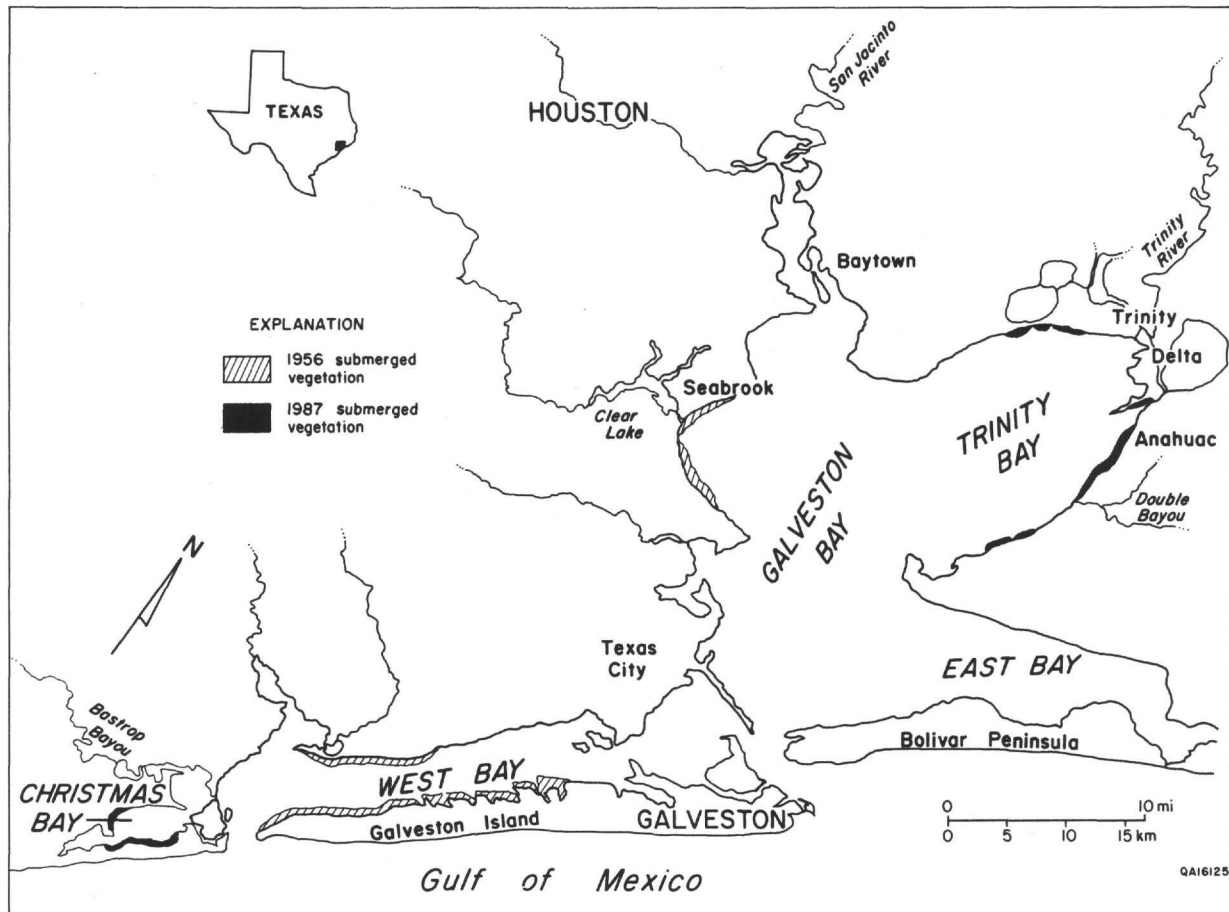 TEXAS
HOUSTON
San Jacinto
River
Baytown
Trinity
River
Trinity
Delta
EXPLANATION
1956 submerged
vegetation
1987 submerged
vegetation
Seabrook
Clear
Lake
TRINITY
BAY
Anahuac
Double
Bayou
GALVESTON
BAY
N
Texas
City
EAST BAY
Bastrop
Bayou
CHRISTMAS
BAY
WEST BAY
Bolivar Peninsula
Galveston Island
GALVESTON
0 10 mi
0 5 10 15 km
Gulf of Mexico
QA16125